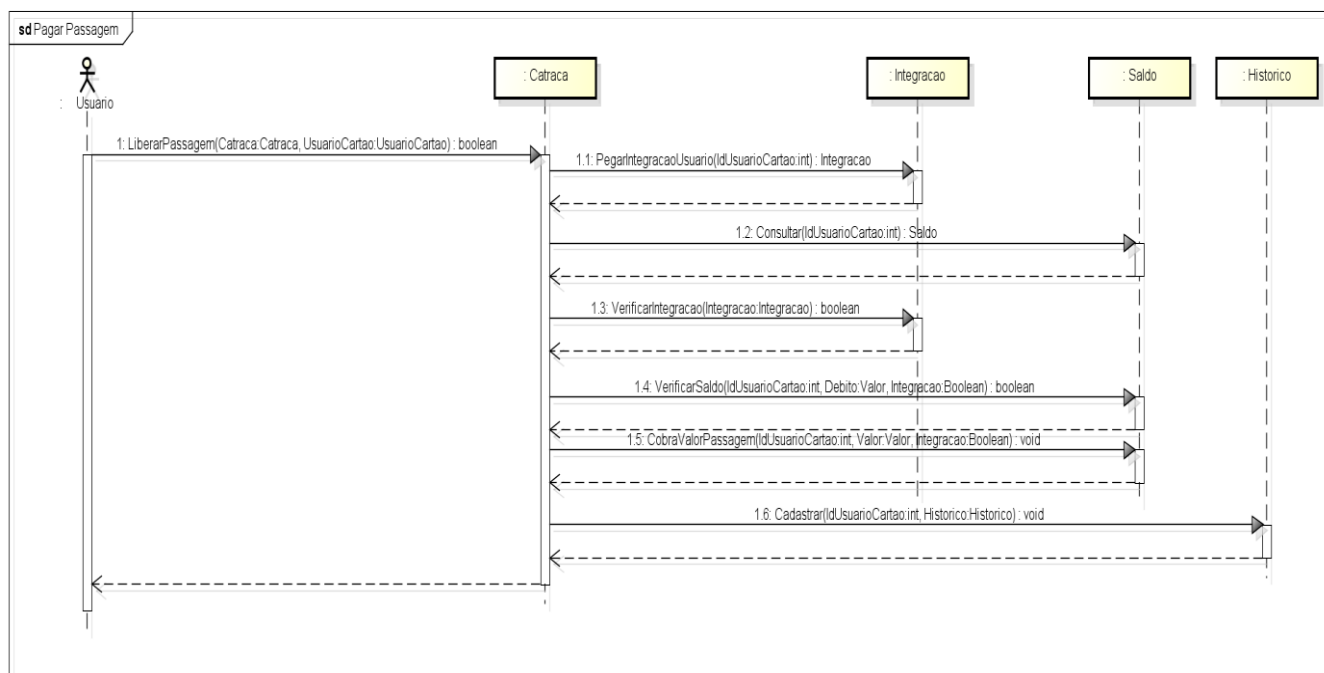 sd Pagar Passagem
: Usuario
: Catraca
: Integracao
: Saldo
: Historico
1: LiberarPassagem(Catraca:Catraca, UsuarioCartao:UsuarioCartao) : boolean
1.1: PegarIntegracaoUsuario(IdUsuarioCartao:int) : Integracao
1.2: Consultar(IdUsuarioCartao:int) : Saldo
1.3: VerificarIntegracao(Integracao:Integracao) : boolean
1.4: VerificarSaldo(IdUsuarioCartao:int, Debito:Valor, Integracao:Boolean) : boolean
1.5: CobraValorPassagem(IdUsuarioCartao:int, Valor:Valor, Integracao:Boolean) : void
1.6: Cadastrar(IdUsuarioCartao:int, Historico:Historico) : void